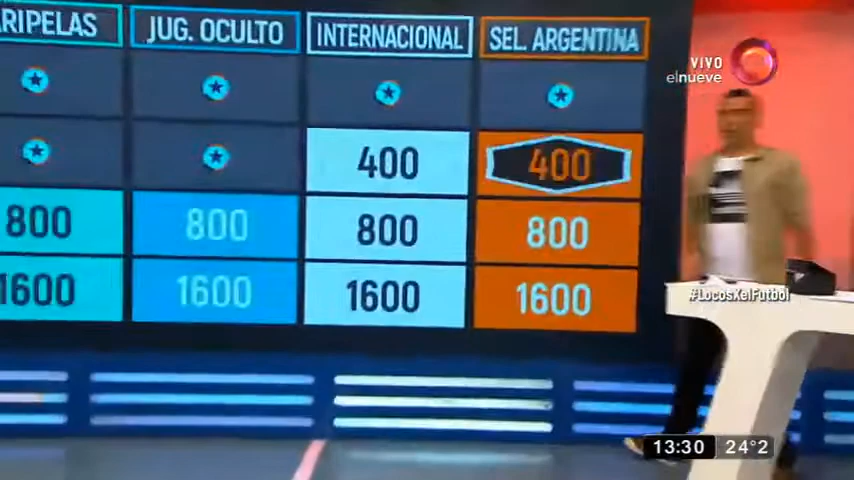 RIPELAS JUG. OCULTO INTERNACIONAL SEL. ARGENTINA
400 400
800 800 800 800
1600 1600 1600 1600
VIVO
elnueve
#LocosXelFutbol
13:30 24°2